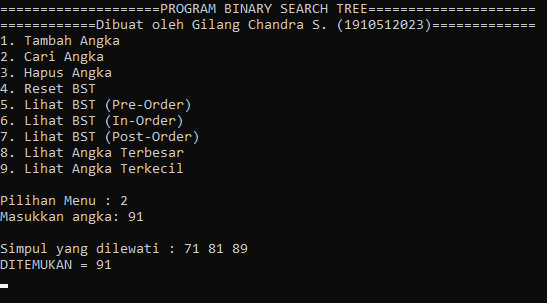 ====================PROGRAM BINARY SEARCH TREE=====================
============Dibuat oleh Gilang Chandra S. (1910512023)=============
1. Tambah Angka
2. Cari Angka
3. Hapus Angka
4. Reset BST
5. Lihat BST (Pre-Order)
6. Lihat BST (In-Order)
7. Lihat BST (Post-Order)
8. Lihat Angka Terbesar
9. Lihat Angka Terkecil
Pilihan Menu : 2
Masukkan angka: 91
Simpul yang dilewati : 71 81 89
DITEMUKAN = 91